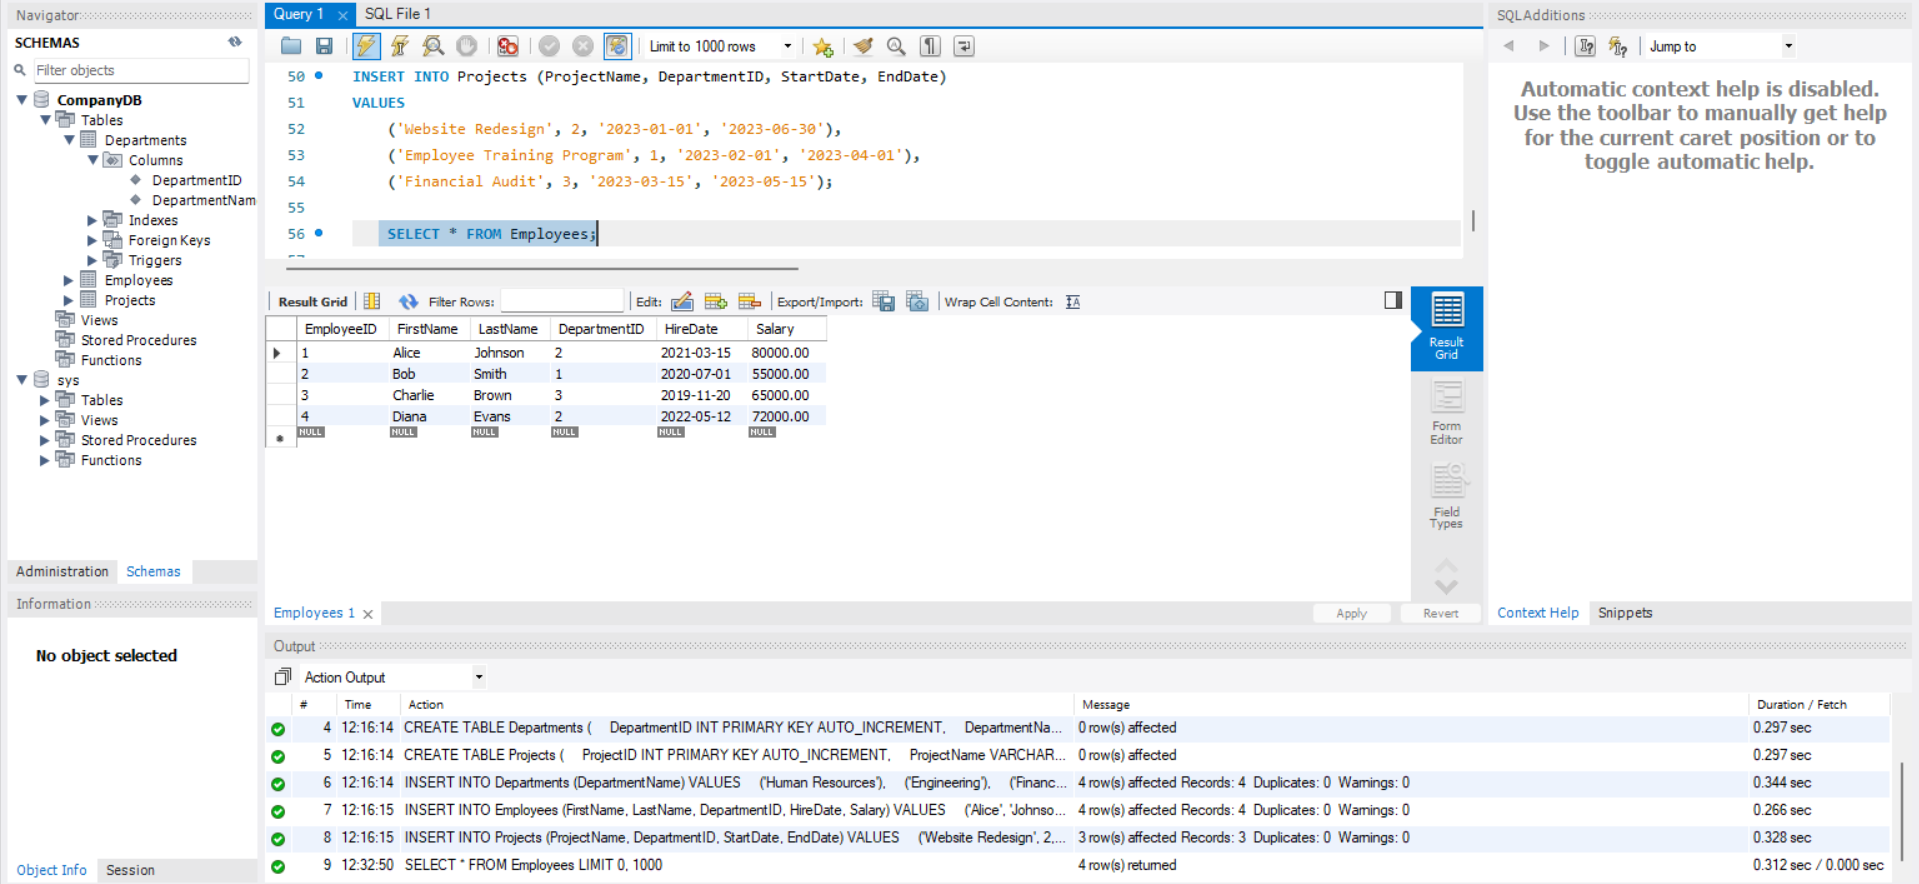 Navigator
SCHEMAS
Filter objects
CompanyDB
Tables
Departments
Columns
DepartmentID
DepartmentNam
Indexes
Foreign Keys
Triggers
Employees
Projects
Views
Stored Procedures
Functions
sys
Tables
Views
Stored Procedures
Functions
Administration Schemas
Information
No object selected
Object Info Session
Query 1 SQL File 1
Limit to 1000 rows
50 INSERT INTO Projects (ProjectName, DepartmentID, StartDate, EndDate)
51 VALUES
52 ('Website Redesign', 2, '2023-01-01', '2023-06-30'),
53 ('Employee Training Program', 1, '2023-02-01', '2023-04-01'),
54 ('Financial Audit', 3, '2023-03-15', '2023-05-15');
55
56 SELECT * FROM Employees;
Result Grid Filter Rows: Edit: Export/Import: Wrap Cell Content:
EmployeeID FirstName LastName DepartmentID HireDate Salary
1 Alice Johnson 2 2021-03-15 80000.00
2 Bob Smith 1 2020-07-01 55000.00
3 Charlie Brown 3 2019-11-20 65000.00
4 Diana Evans 2 2022-05-12 72000.00
NULL NULL NULL NULL NULL NULL
Result
Grid
Form
Editor
Field
Types
Employees 1 Apply Revert
SQLAdditions
Jump to
Automatic context help is disabled.
Use the toolbar to manually get help
for the current caret position or to
toggle automatic help.
Context Help Snippets
Output
Action Output
# Time Action Message Duration / Fetch
4 12:16:14 CREATE TABLE Departments ( DepartmentID INT PRIMARY KEY AUTO_INCREMENT, DepartmentNa... 0 row(s) affected 0.297 sec
5 12:16:14 CREATE TABLE Projects ( ProjectID INT PRIMARY KEY AUTO_INCREMENT, ProjectName VARCHAR... 0 row(s) affected 0.297 sec
6 12:16:14 INSERT INTO Departments (DepartmentName) VALUES ('Human Resources'), ('Engineering'), ('Financ... 4 row(s) affected Records: 4 Duplicates: 0 Warnings: 0 0.344 sec
7 12:16:15 INSERT INTO Employees (FirstName, LastName, DepartmentID, HireDate, Salary) VALUES ('Alice', 'Johnso... 4 row(s) affected Records: 4 Duplicates: 0 Warnings: 0 0.266 sec
8 12:16:15 INSERT INTO Projects (ProjectName, DepartmentID, StartDate, EndDate) VALUES ('Website Redesign', 2,... 3 row(s) affected Records: 3 Duplicates: 0 Warnings: 0 0.328 sec
9 12:32:50 SELECT * FROM Employees LIMIT 0, 1000 4 row(s) returned 0.312 sec / 0.000 sec